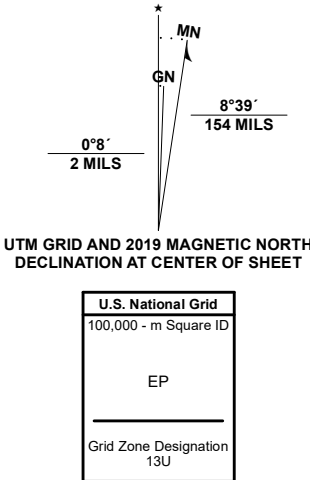 ★
MN
GN
8°39´
154 MILS
0°8´
2 MILS
UTM GRID AND 2019 MAGNETIC NORTH
DECLINATION AT CENTER OF SHEET
U.S. National Grid
100,000 - m Square ID
EP
Grid Zone Designation
13U